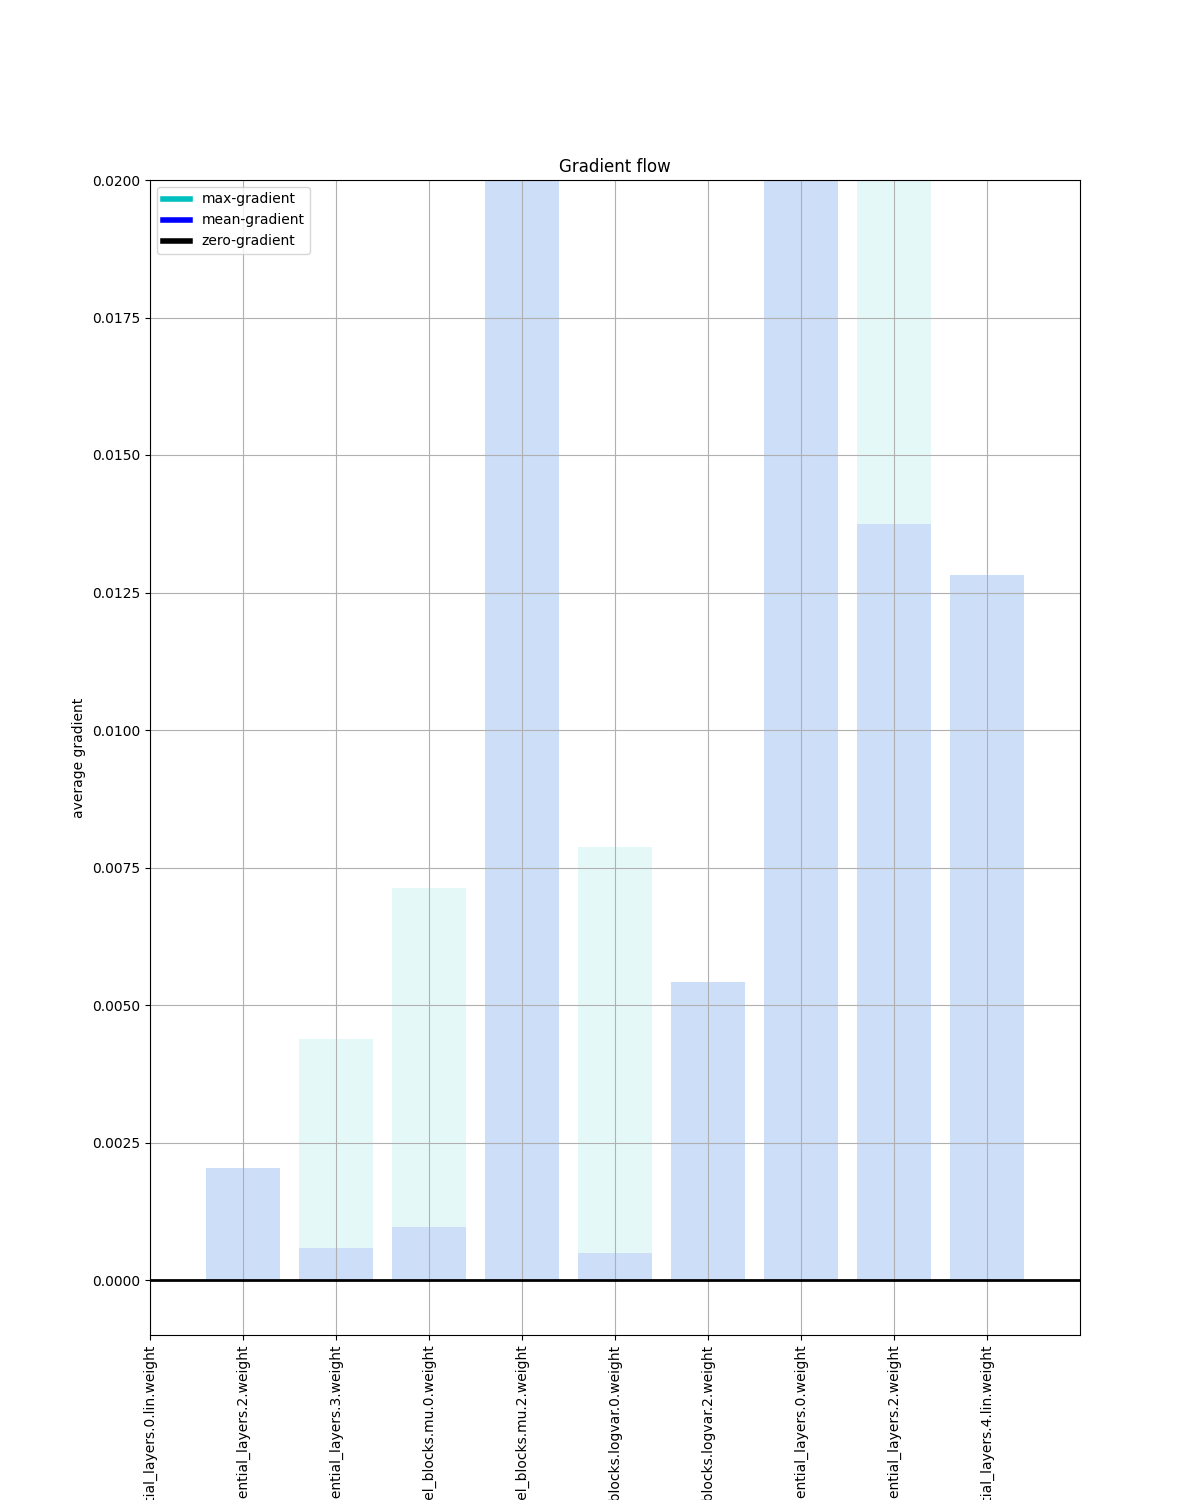 Gradient flow
max-gradient
mean-gradient
zero-gradient
average gradient
0.0200
0.0175
0.0150
0.0125
0.0100
0.0075
0.0050
0.0025
0.0000
tial_layers.0.lin.weight
ential_layers.2.weight
ential_layers.3.weight
el_blocks.mu.0.weight
el_blocks.mu.2.weight
blocks.logvar.0.weight
blocks.logvar.2.weight
ential_layers.0.weight
ential_layers.2.weight
tial_layers.4.lin.weight